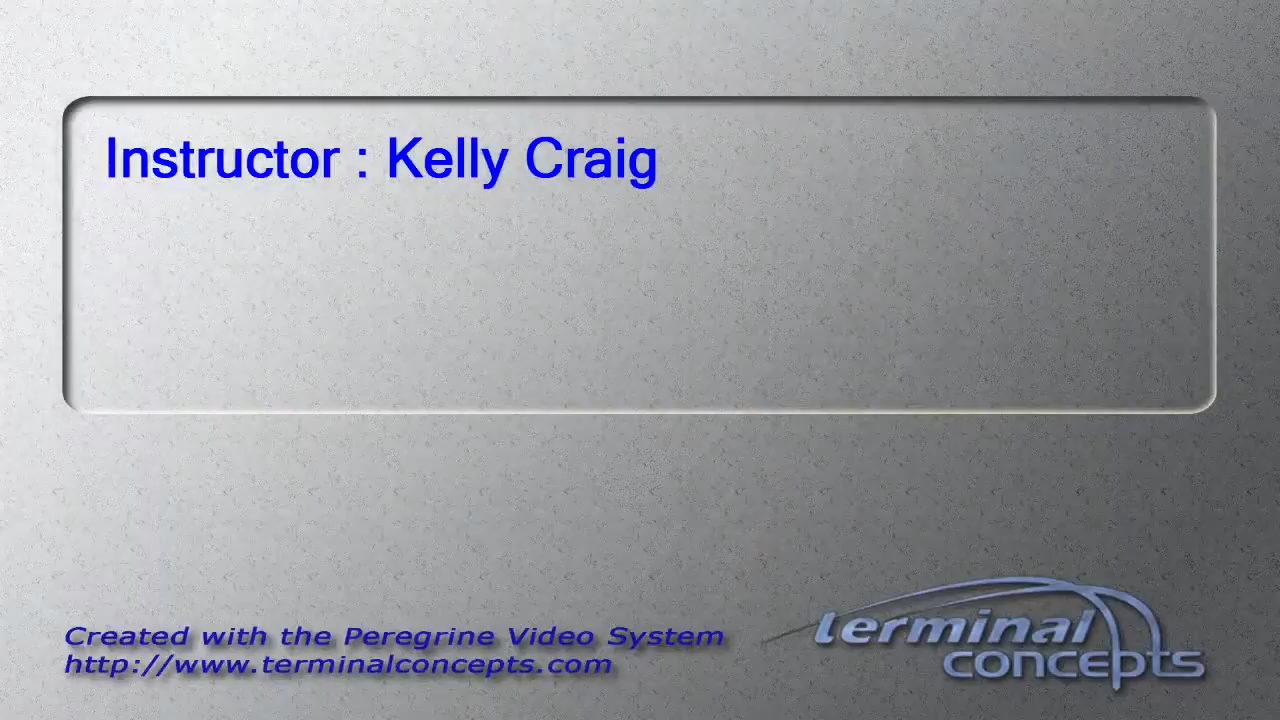 Instructor : Kelly Craig
Created with the Peregrine Video System
http://www.terminalconcepts.com
terminal
concepts